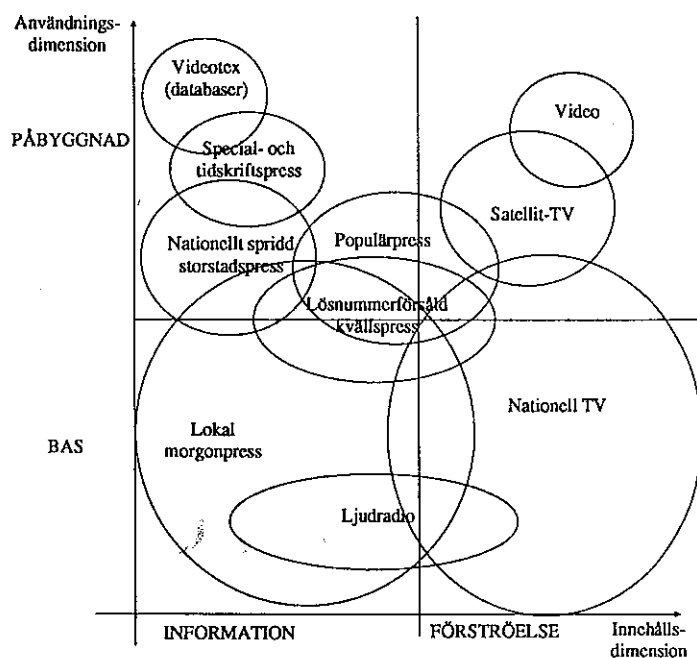 Användnings-
dimension
Videotex
(databaser)
Video
PÅBYGGNAD
Special- och
tidskriftspress
Satellit-TV
Nationellt spridd
storstadspress
Populärpress
Lösnummerförsåld
kvällspress
Nationell TV
Lokal
morgonpress
BAS
Ljudradio
INFORMATION
FÖRSTRÖELSE
Innehålls-
dimension